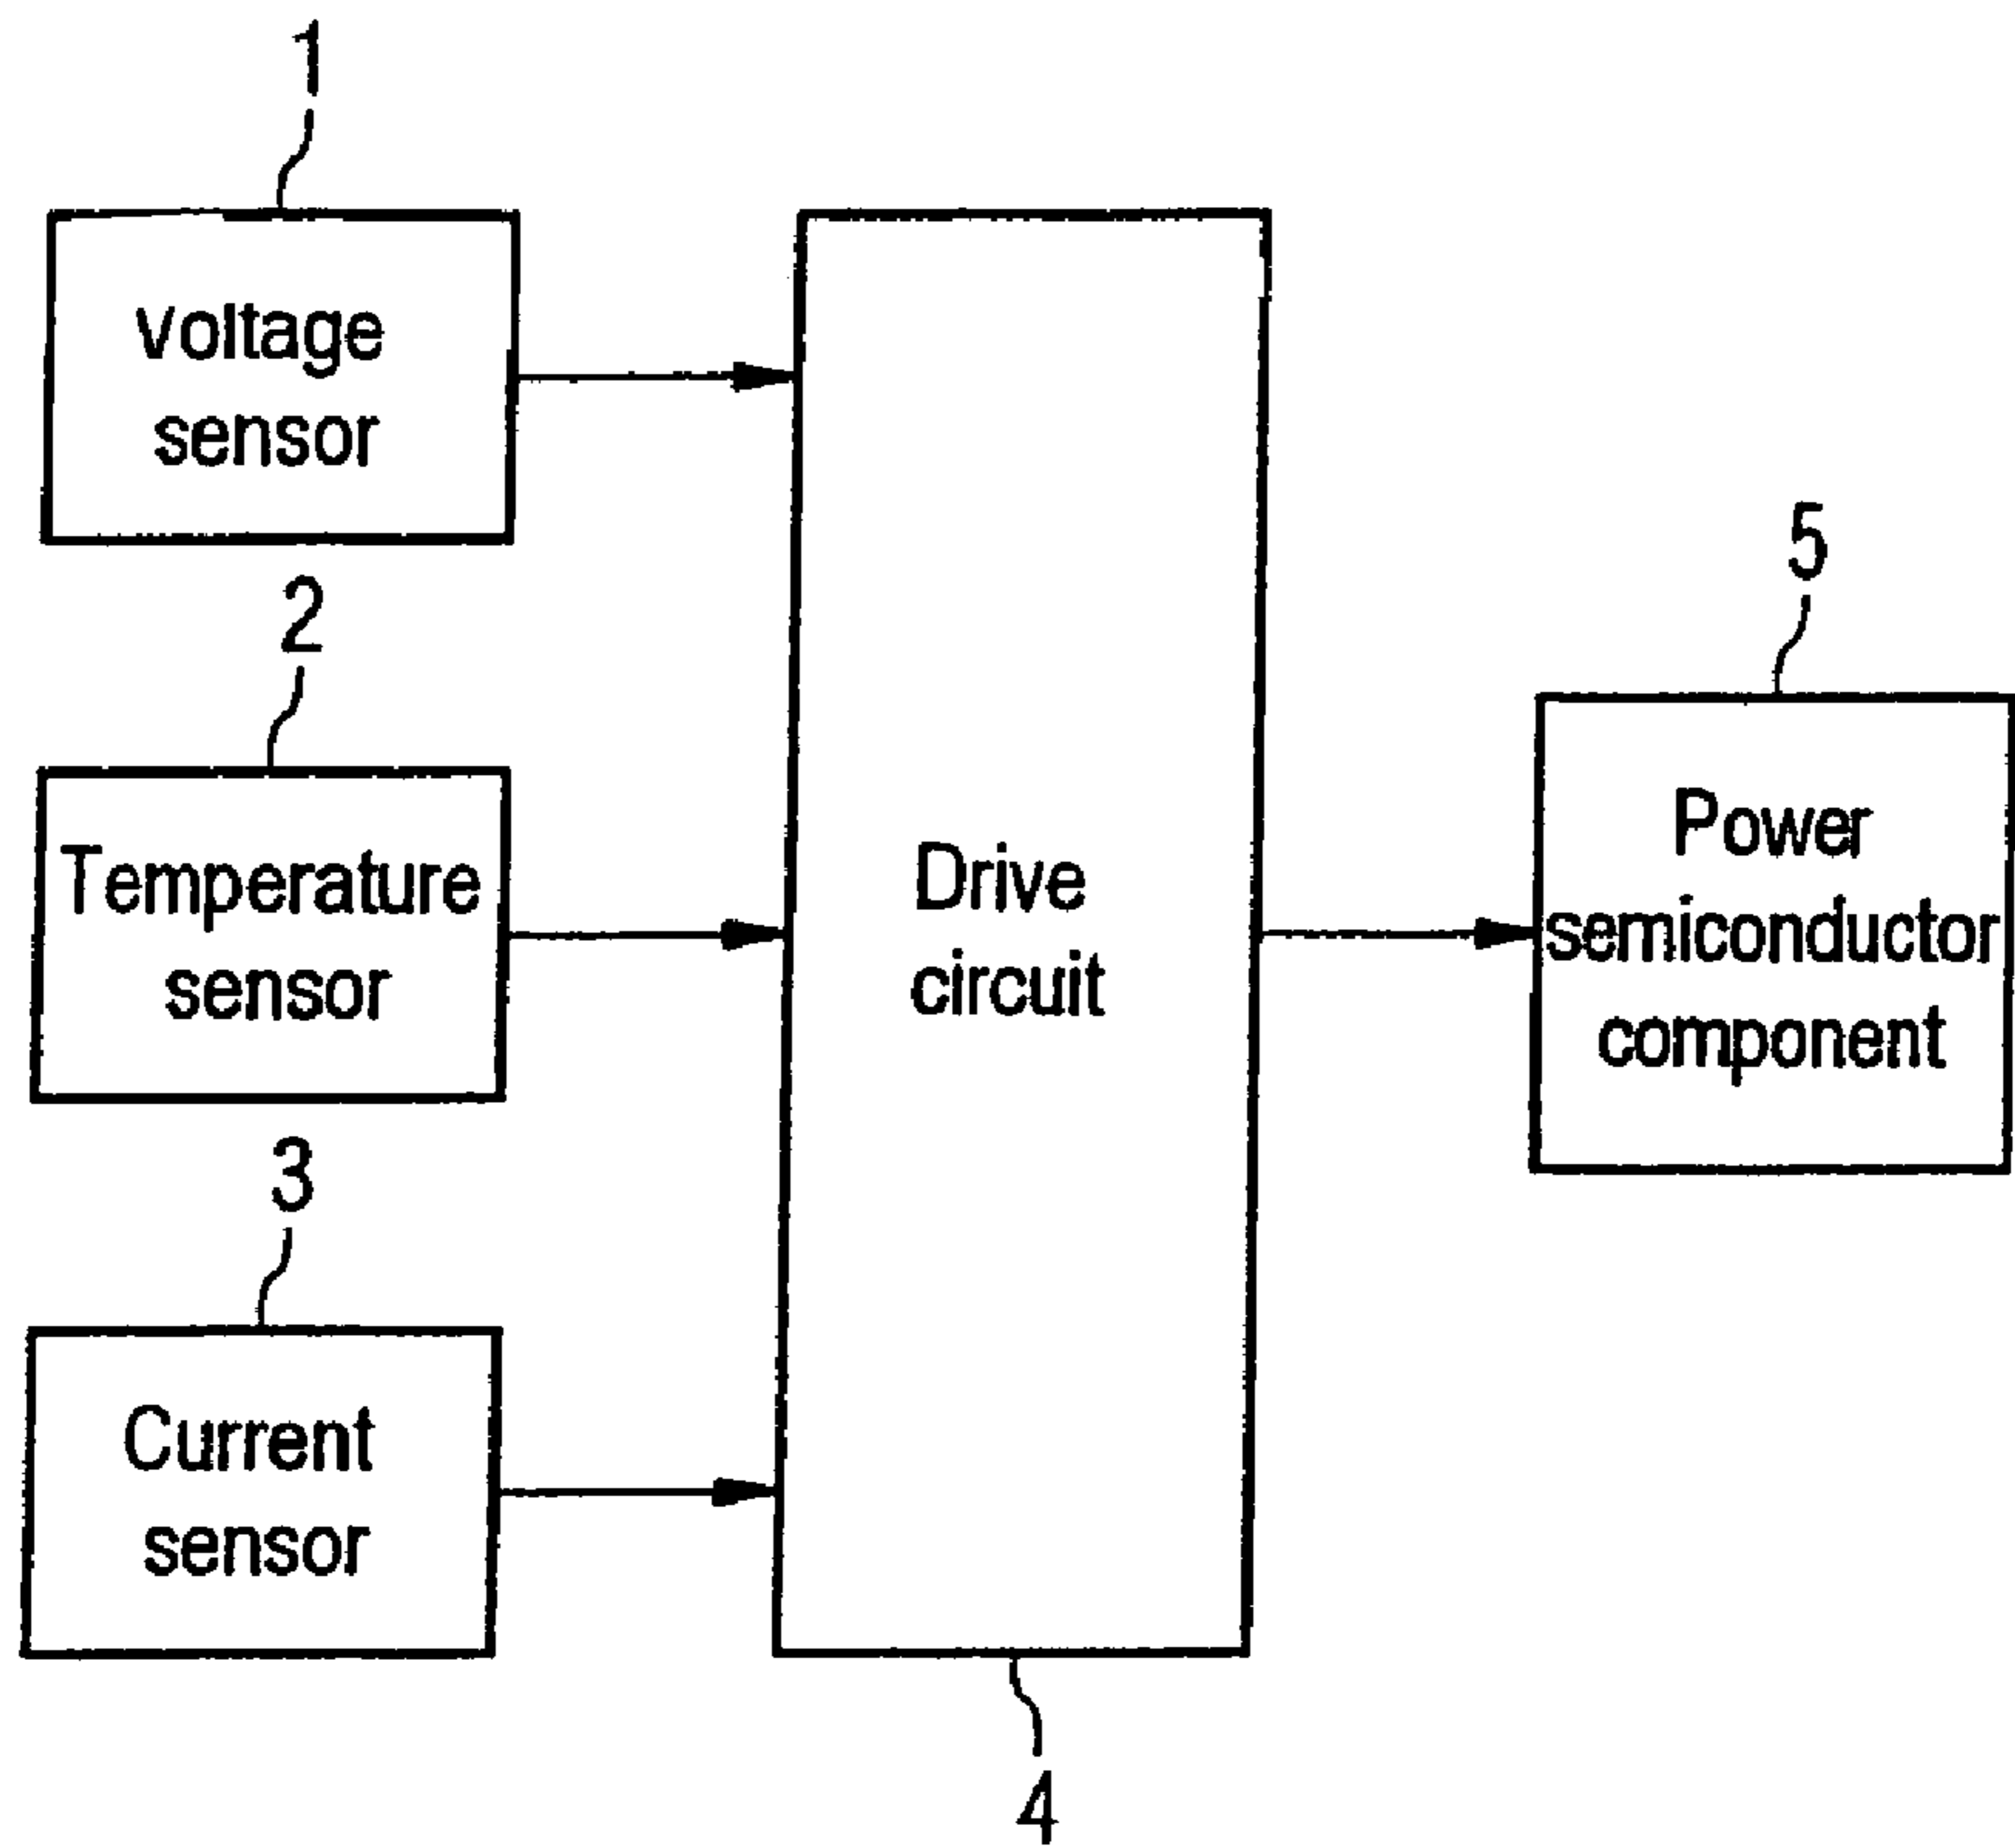 1
voltage
sensor
2
Temperature
sensor
3
Current
sensor
Drive
circuit
4
5
Power
semiconductor
component